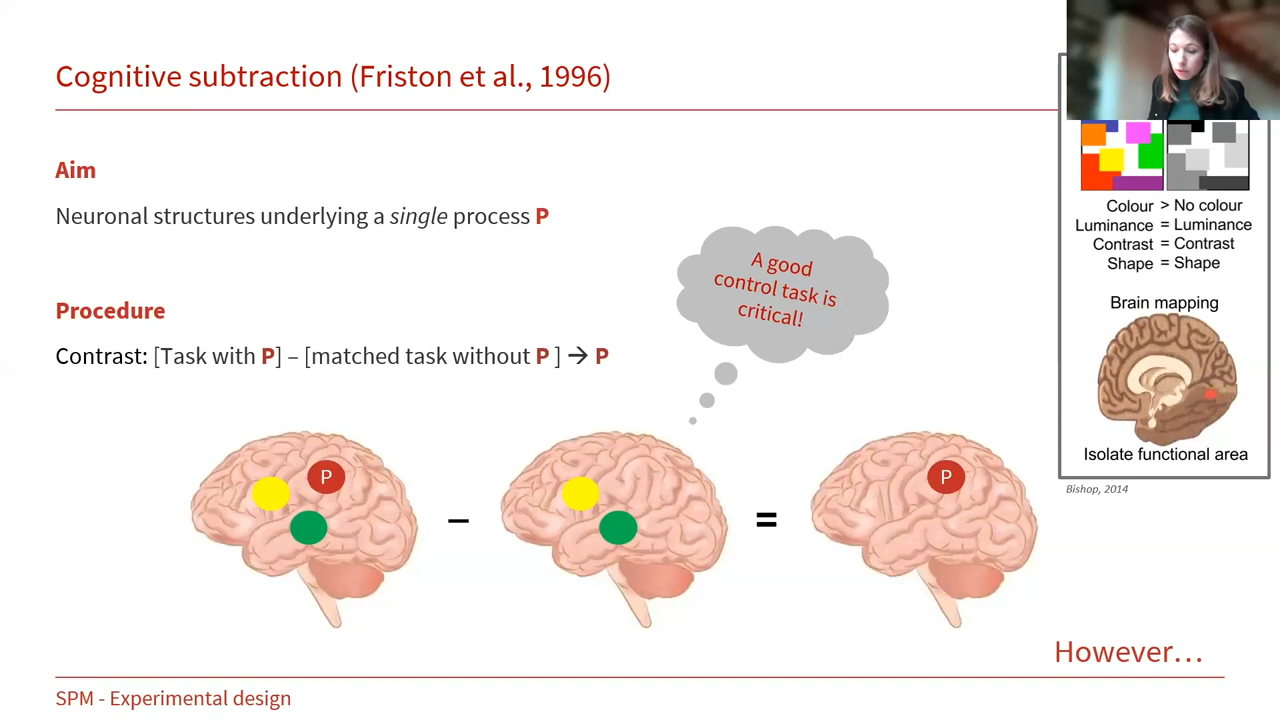 Cognitive subtraction (Friston et al., 1996)
Aim
Neuronal structures underlying a single process P
Procedure
Contrast: [Task with P] – [matched task without P ] → P
A good
control task is
critical!
P
–
=
P
Colour > No colour
Luminance = Luminance
Contrast = Contrast
Shape = Shape
Brain mapping
Isolate functional area
Bishop, 2014
However…
SPM - Experimental design